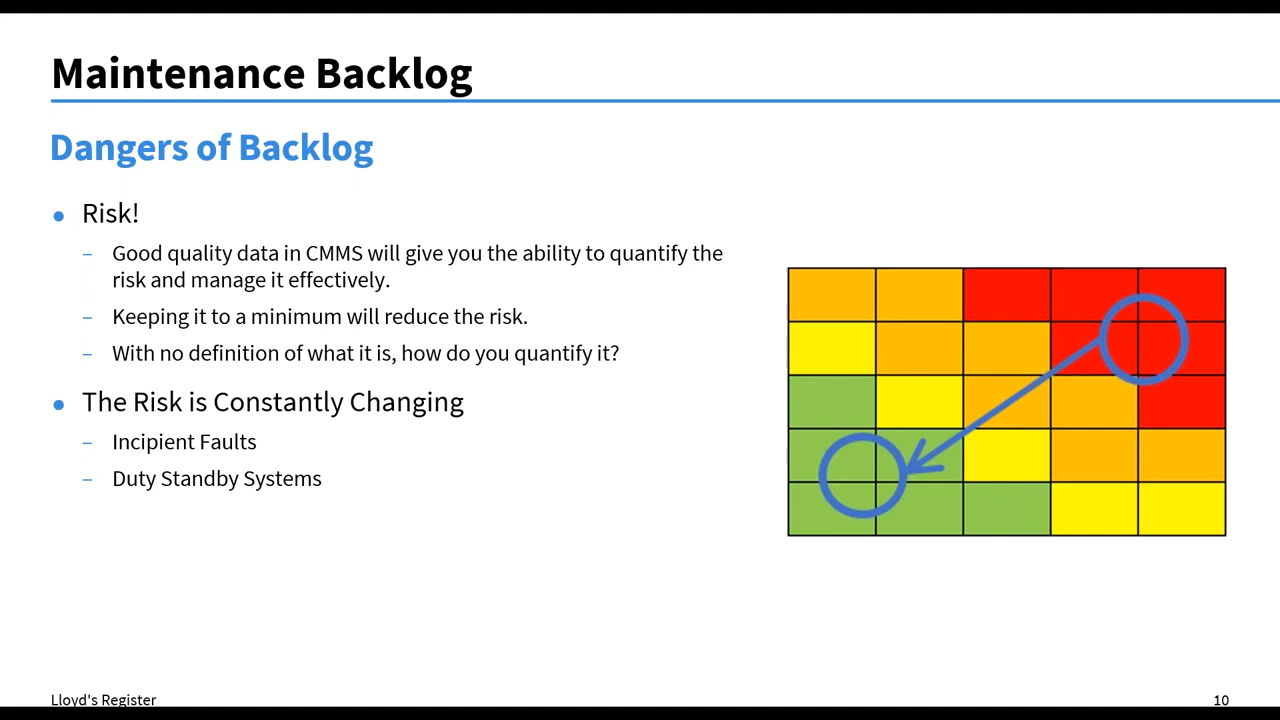 Maintenance Backlog
Dangers of Backlog
● Risk!
– Good quality data in CMMS will give you the ability to quantify the
risk and manage it effectively.
– Keeping it to a minimum will reduce the risk.
– With no definition of what it is, how do you quantify it?
● The Risk is Constantly Changing
– Incipient Faults
– Duty Standby Systems
Lloyd's Register
10